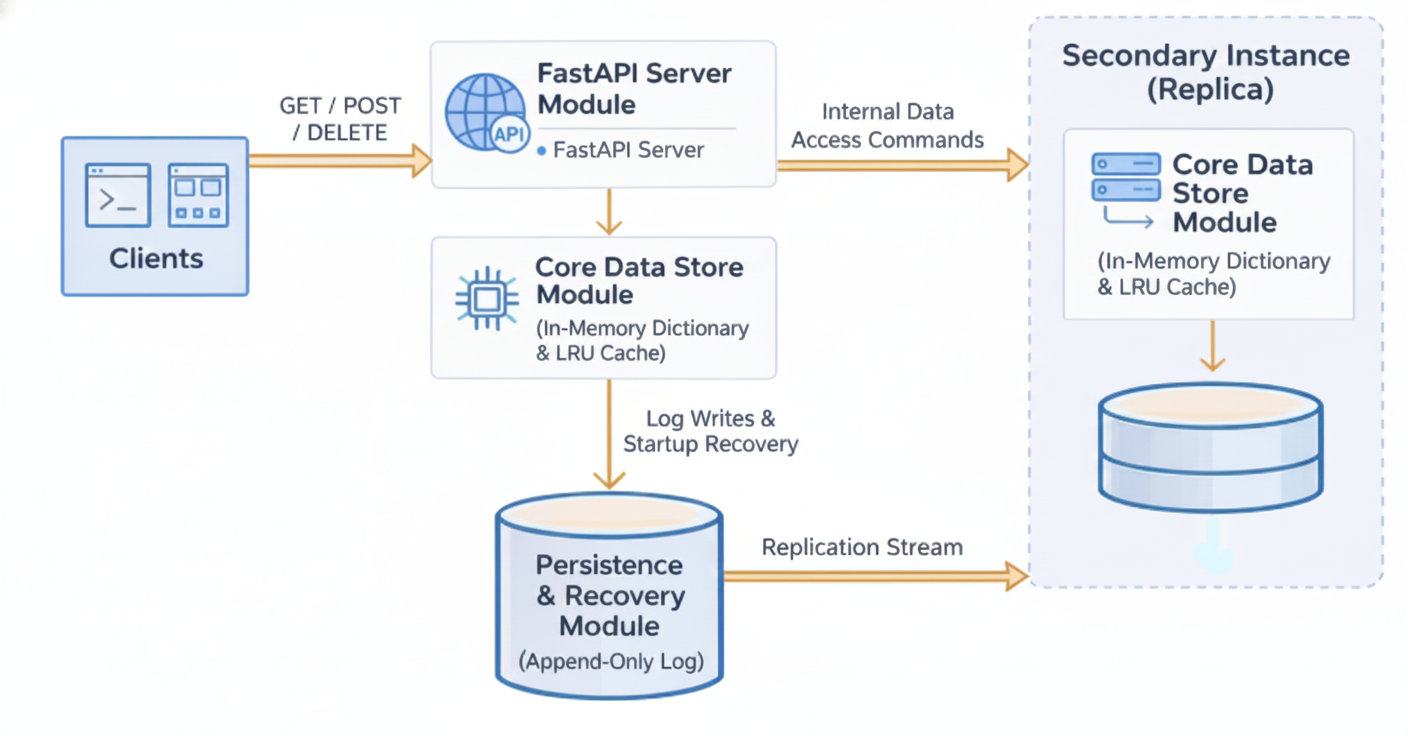 GET / POST
/ DELETE
Clients
FastAPI Server
Module
API
• FastAPI Server
Internal Data
Access Commands
Core Data Store
Module
(In-Memory Dictionary
& LRU Cache)
Log Writes &
Startup Recovery
Persistence
& Recovery
Module
(Append-Only Log)
Replication Stream
Secondary Instance
(Replica)
Core Data
Store
Module
(In-Memory Dictionary
& LRU Cache)